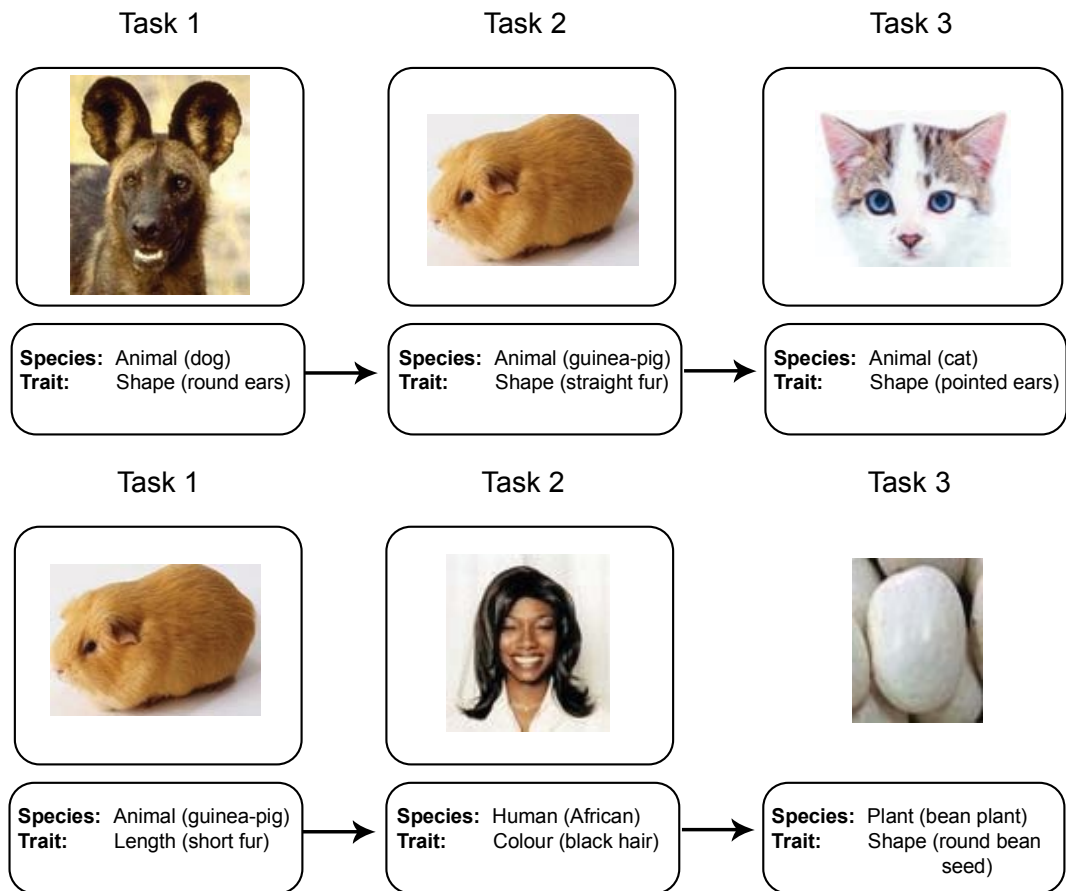 Task 1
Task 2
Task 3
Species: Animal (dog)
Trait: Shape (round ears)
Species: Animal (guinea-pig)
Trait: Shape (straight fur)
Species: Animal (cat)
Trait: Shape (pointed ears)
Task 1
Task 2
Task 3
Species: Animal (guinea-pig)
Trait: Length (short fur)
Species: Human (African)
Trait: Colour (black hair)
Species: Plant (bean plant)
Trait: Shape (round bean
seed)